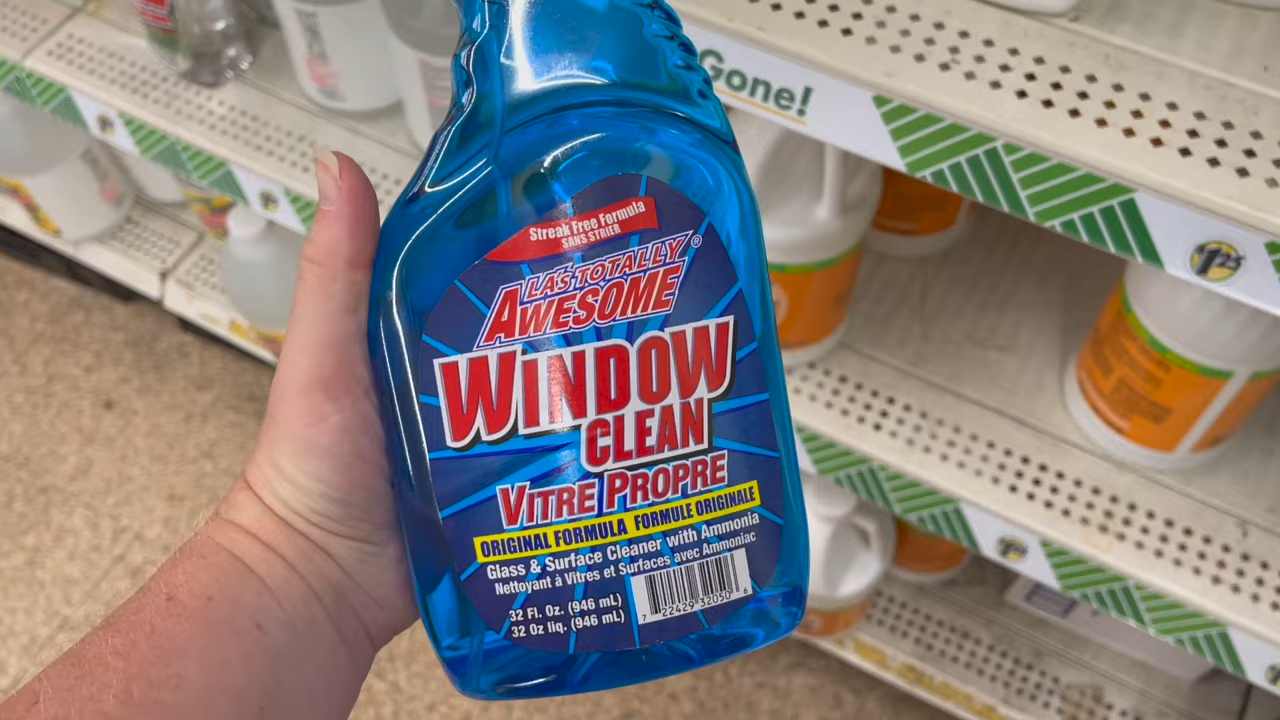 Gone!
1.25
Streak Free Formula
SANS STRIER
LA'S TOTALLY
AWESOME®
WINDOW
CLEAN
VITRE PROPRE
ORIGINAL FORMULA FORMULE ORIGINALE
Glass & Surface Cleaner with Ammonia
Nettoyant à Vitres et Surfaces avec Ammoniac
32 Fl. Oz. (946 mL)
32 Oz liq. (946 mL)
7 22429 32050 6